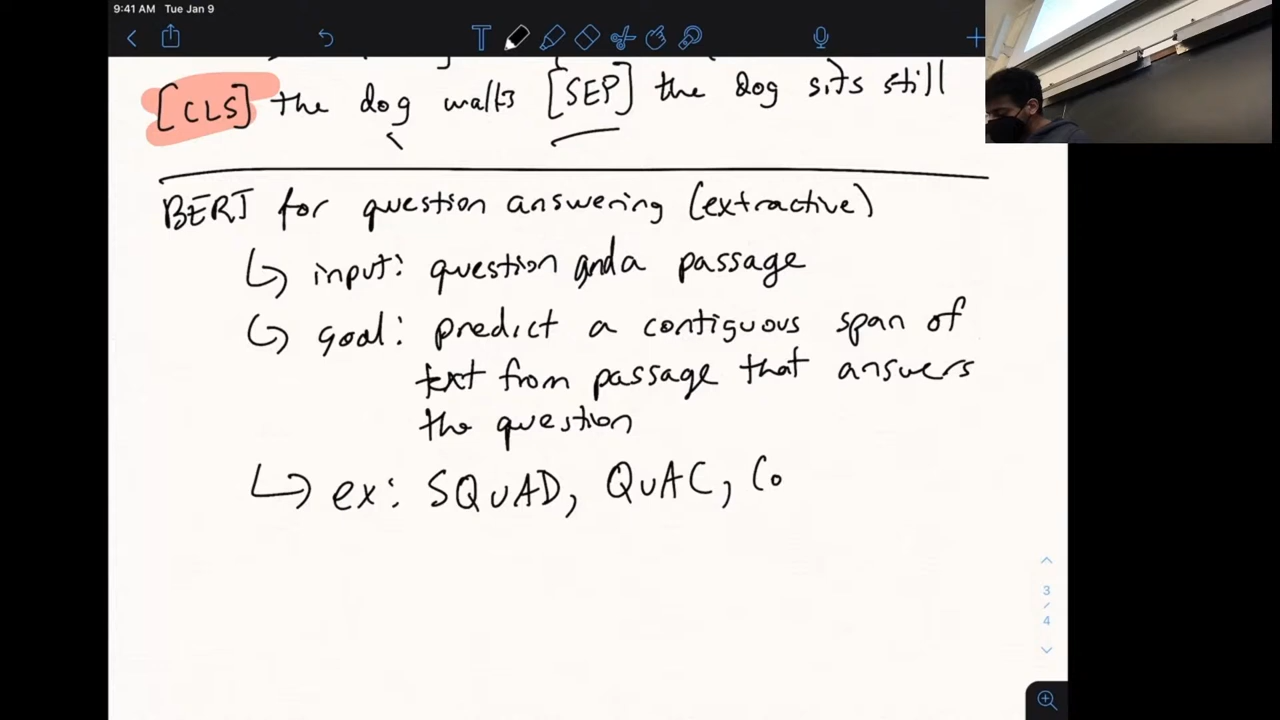 9:41 AM Tue Jan 9
[CLS] the dog walks [SEP] the dog sits still
BERT for question answering (extractive)
↳ input: question and a passage
↳ goal: predict a contiguous span of
text from passage that answers
the question
↳ ex: SQuAD, QuAC, Co
3
/
4